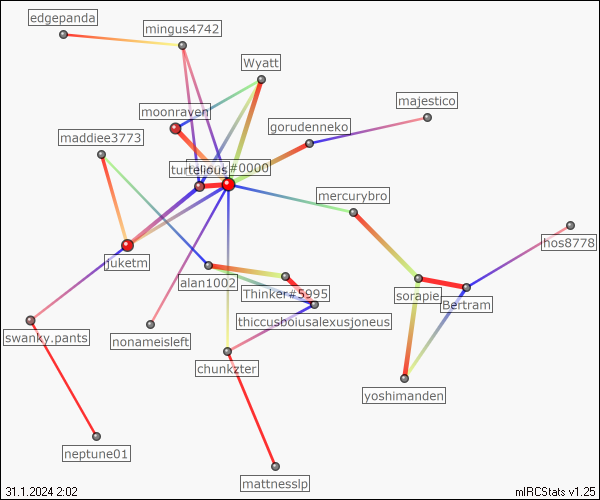 edgepanda
mingus4742
Wyatt
majestico
moonraven
gorudenneko
maddiee3773
turtellous
#0000
mercurybro
hos8778
juketm
alan1002
Thinker#5995
sorapie
Bertram
thiccusboiusalexusjoneus
swanky.pants
nonameisleft
chunkzter
yoshimanden
neptune01
mattnesslp
31.1.2024 2:02
mIRCStats v1.25